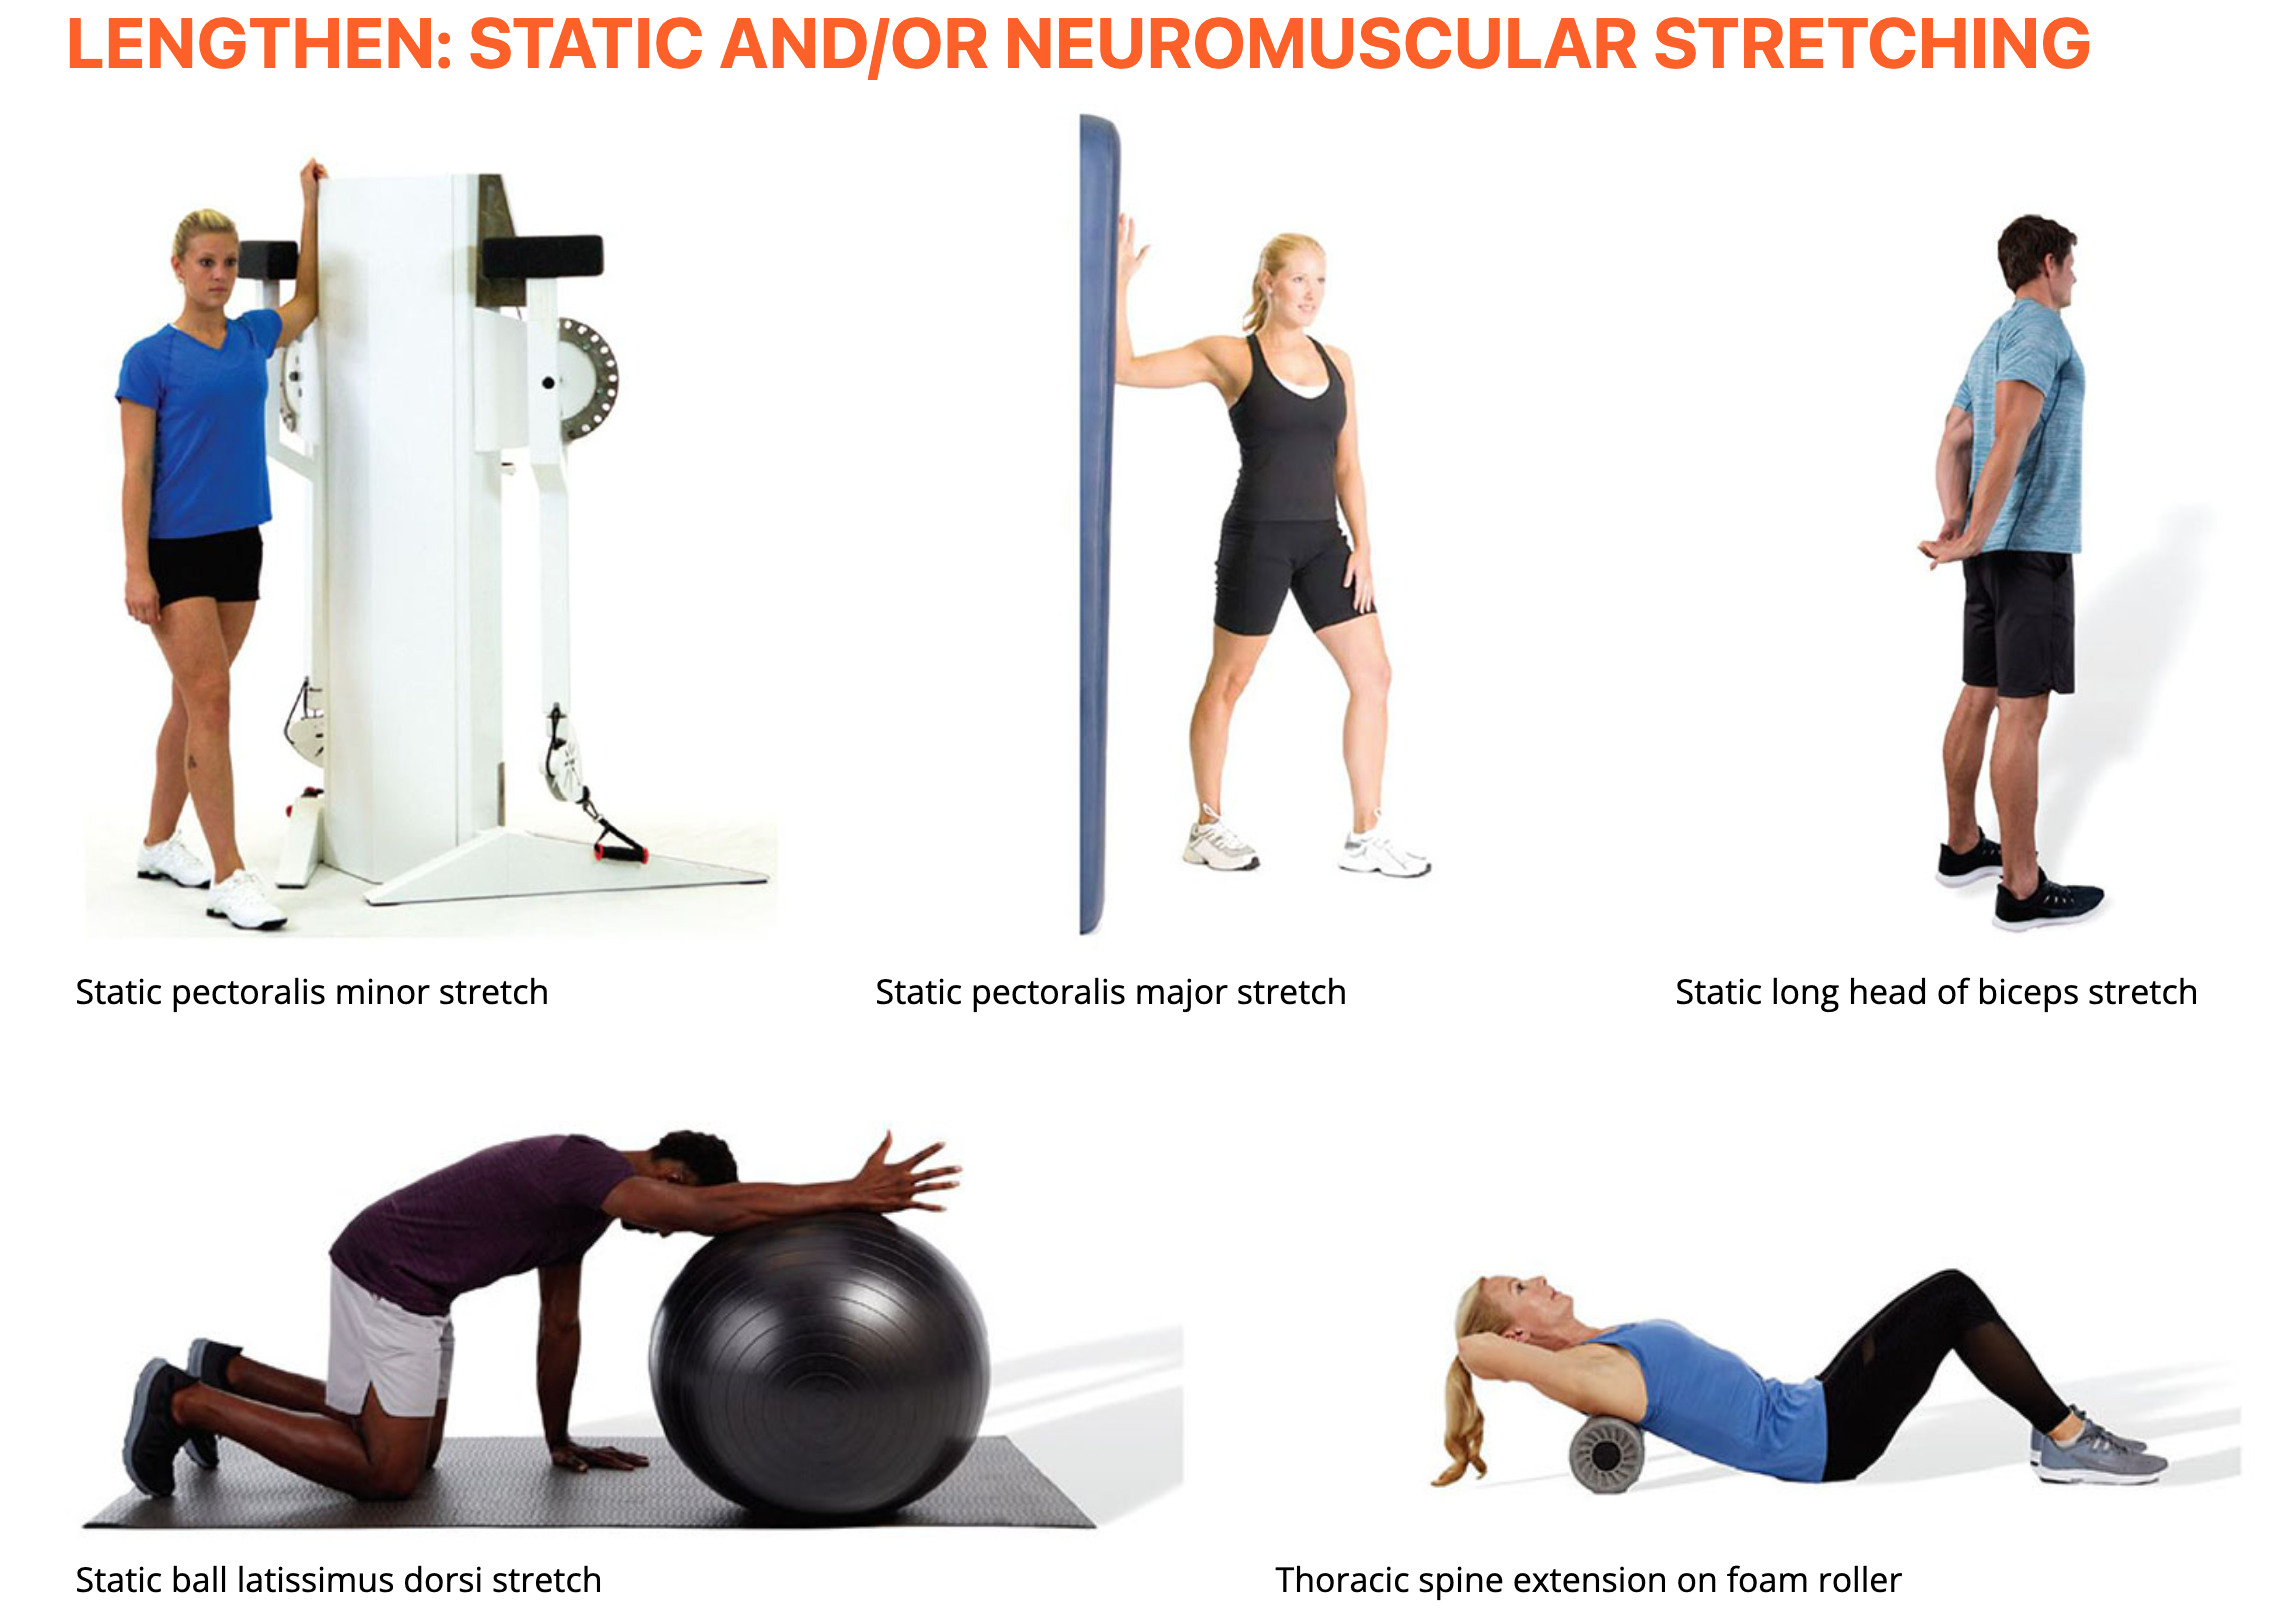 LENGTHEN: STATIC AND/OR NEUROMUSCULAR STRETCHING
Static pectoralis minor stretch
Static pectoralis major stretch
Static long head of biceps stretch
Static ball latissimus dorsi stretch
Thoracic spine extension on foam roller